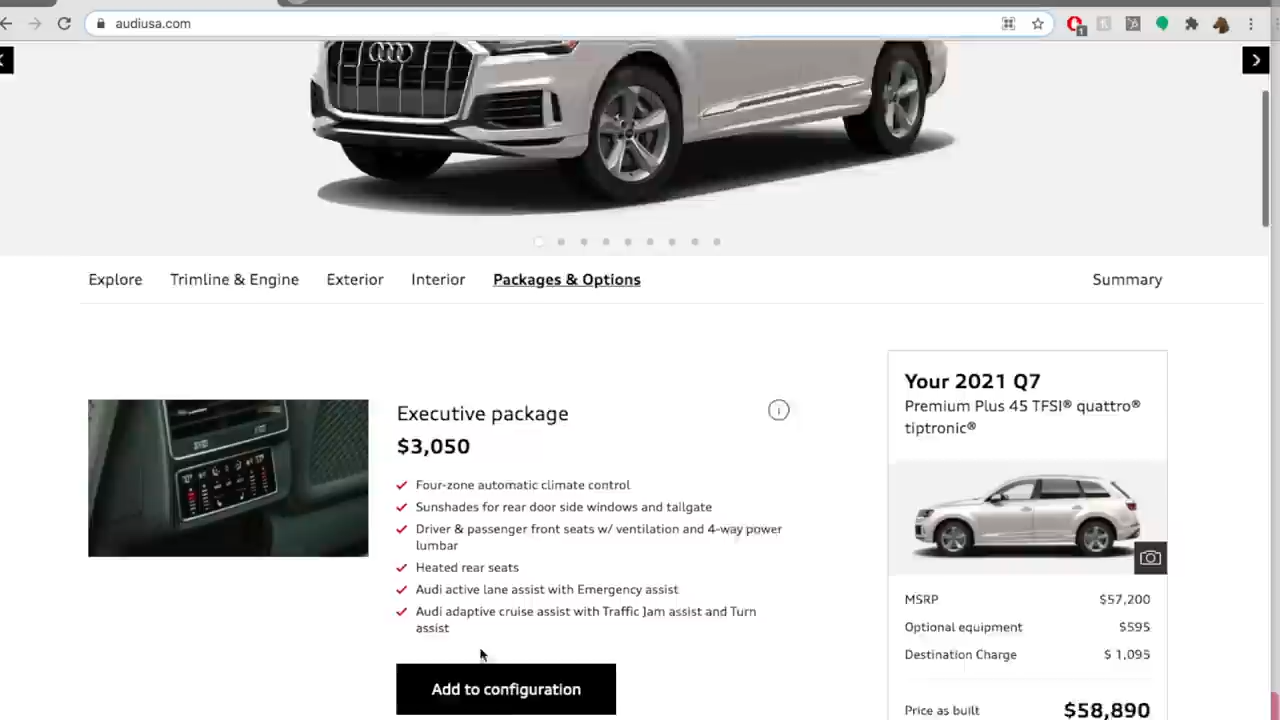 audiusa.com
1
Explore
Trimline & Engine
Exterior
Interior
Packages & Options
Summary
Executive package
$3,050
Four-zone automatic climate control
Sunshades for rear door side windows and tailgate
Driver & passenger front seats w/ ventilation and 4-way power
lumbar
Heated rear seats
Audi active lane assist with Emergency assist
Audi adaptive cruise assist with Traffic Jam assist and Turn
assist
Add to configuration
Your 2021 Q7
Premium Plus 45 TFSI® quattro®
tiptronic®
MSRP $57,200
Optional equipment $595
Destination Charge $ 1,095
Price as built $58,890